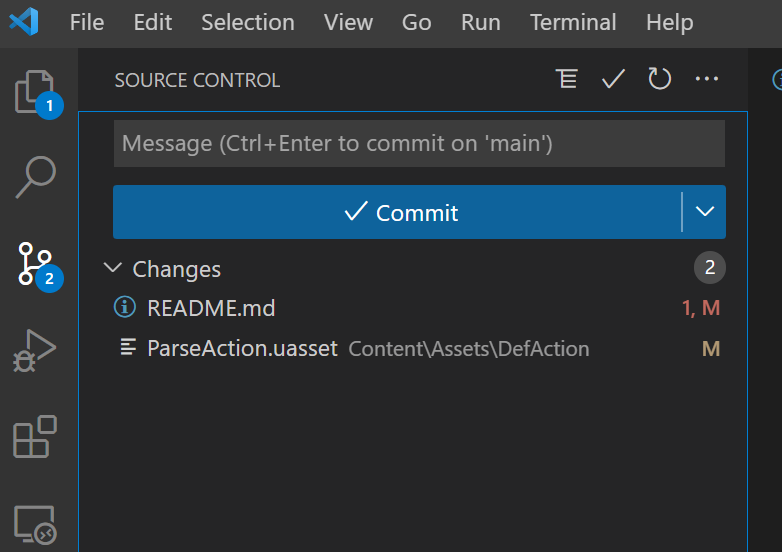 File Edit Selection View Go Run Terminal Help
SOURCE CONTROL
1
Message (Ctrl+Enter to commit on 'main')
Commit
2
Changes 2
README.md 1, M
ParseAction.uasset Content\Assets\DefAction M